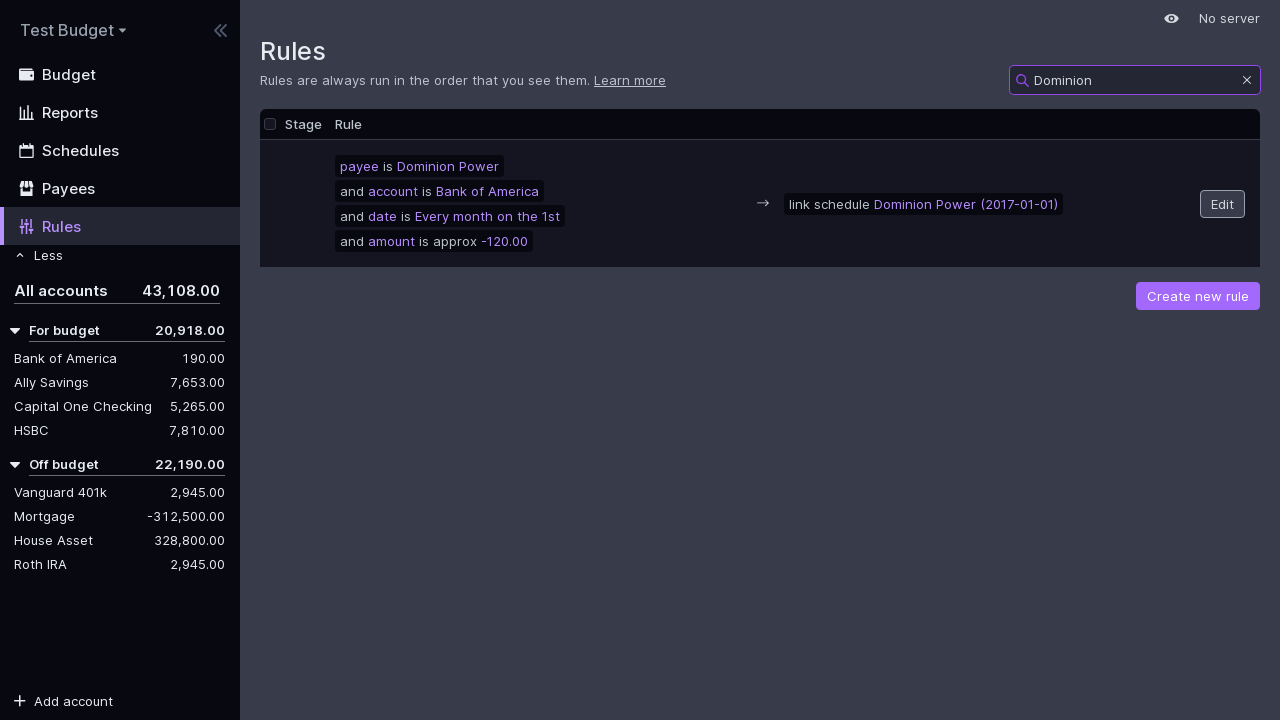 Test Budget
No server
Budget
Reports
Schedules
Payees
Rules
Less
All accounts 43,108.00
For budget 20,918.00
Bank of America 190.00
Ally Savings 7,653.00
Capital One Checking 5,265.00
HSBC 7,810.00
Off budget 22,190.00
Vanguard 401k 2,945.00
Mortgage -312,500.00
House Asset 328,800.00
Roth IRA 2,945.00
Add account
Rules
Rules are always run in the order that you see them. Learn more
Dominion
Stage Rule
payee is Dominion Power
and account is Bank of America
and date is Every month on the 1st
and amount is approx -120.00
→ link schedule Dominion Power (2017-01-01)
Edit
Create new rule